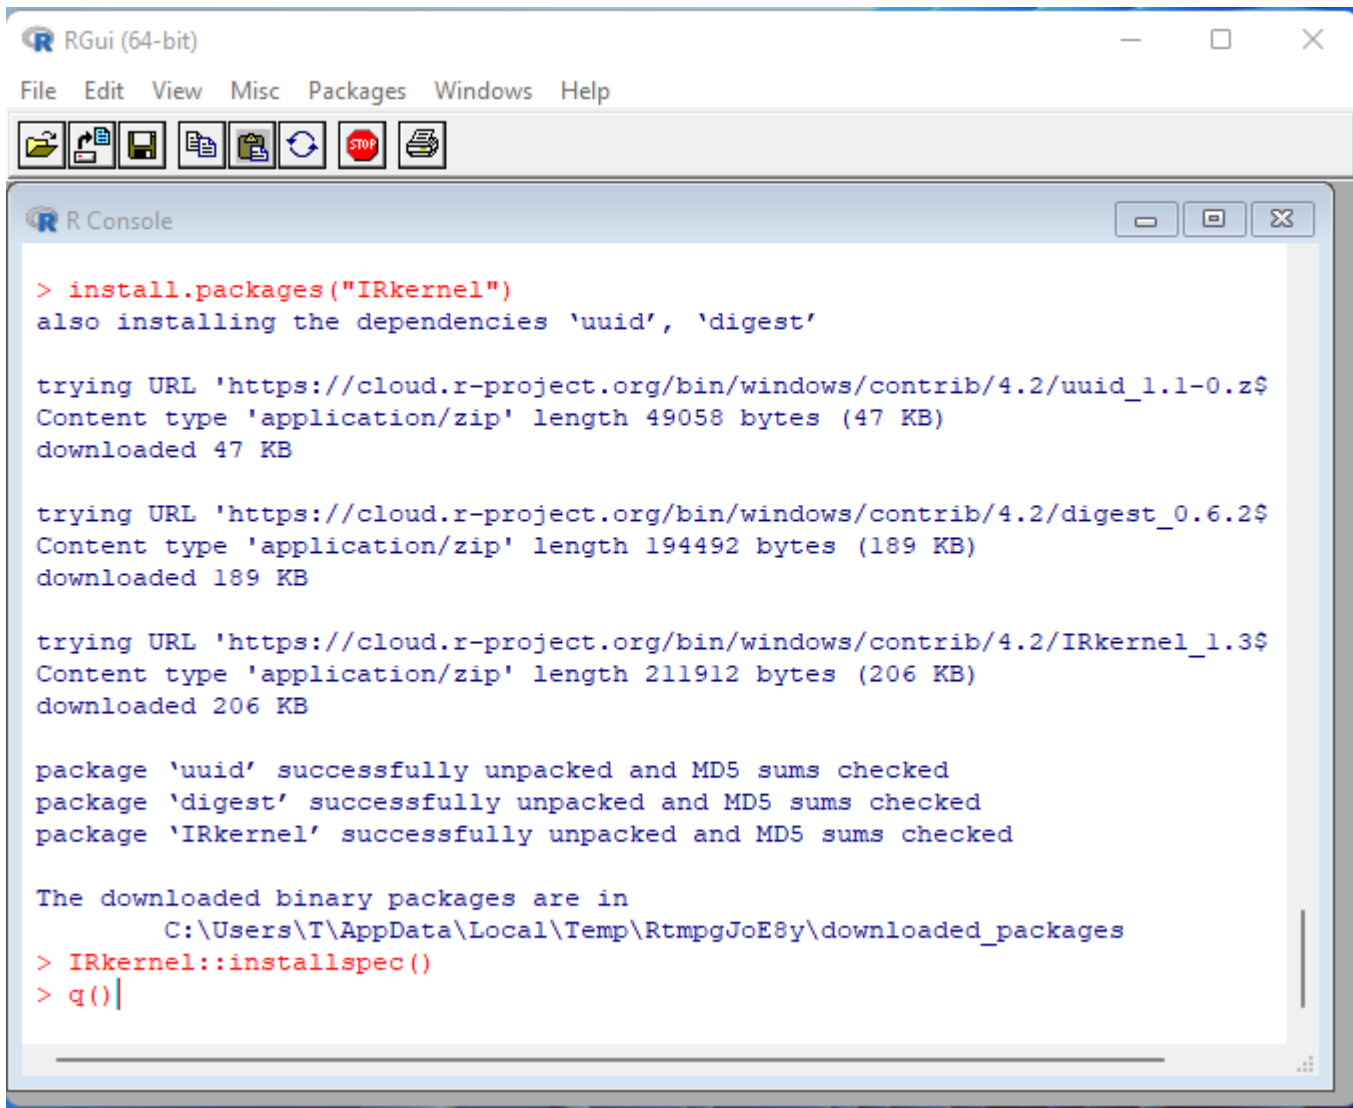 RGui (64-bit)
File Edit View Misc Packages Windows Help
STOP
R Console
> install.packages("IRkernel")
also installing the dependencies ‘uuid’, ‘digest’
trying URL 'https://cloud.r-project.org/bin/windows/contrib/4.2/uuid_1.1-0.z$
Content type 'application/zip' length 49058 bytes (47 KB)
downloaded 47 KB
trying URL 'https://cloud.r-project.org/bin/windows/contrib/4.2/digest_0.6.2$
Content type 'application/zip' length 194492 bytes (189 KB)
downloaded 189 KB
trying URL 'https://cloud.r-project.org/bin/windows/contrib/4.2/IRkernel_1.3$
Content type 'application/zip' length 211912 bytes (206 KB)
downloaded 206 KB
package ‘uuid’ successfully unpacked and MD5 sums checked
package ‘digest’ successfully unpacked and MD5 sums checked
package ‘IRkernel’ successfully unpacked and MD5 sums checked
The downloaded binary packages are in
C:\Users\T\AppData\Local\Temp\RtmpgJoE8y\downloaded_packages
> IRkernel::installspec()
> q()